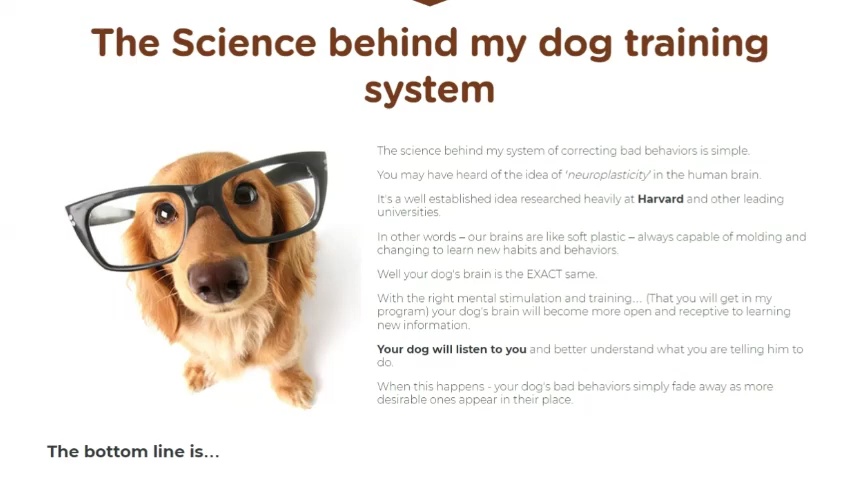 The Science behind my dog training
system
The science behind my system of correcting bad behaviors is simple.
You may have heard of the idea of 'neuroplasticity' in the human brain.
It's a well established idea researched heavily at Harvard and other leading
universities.
In other words – our brains are like soft plastic – always capable of molding and
changing to learn new habits and behaviors.
Well your dog's brain is the EXACT same.
With the right mental stimulation and training... (That you will get in my
program) your dog's brain will become more open and receptive to learning
new information.
Your dog will listen to you and better understand what you are telling him to
do.
When this happens - your dog's bad behaviors simply fade away as more
desirable ones appear in their place.
The bottom line is...